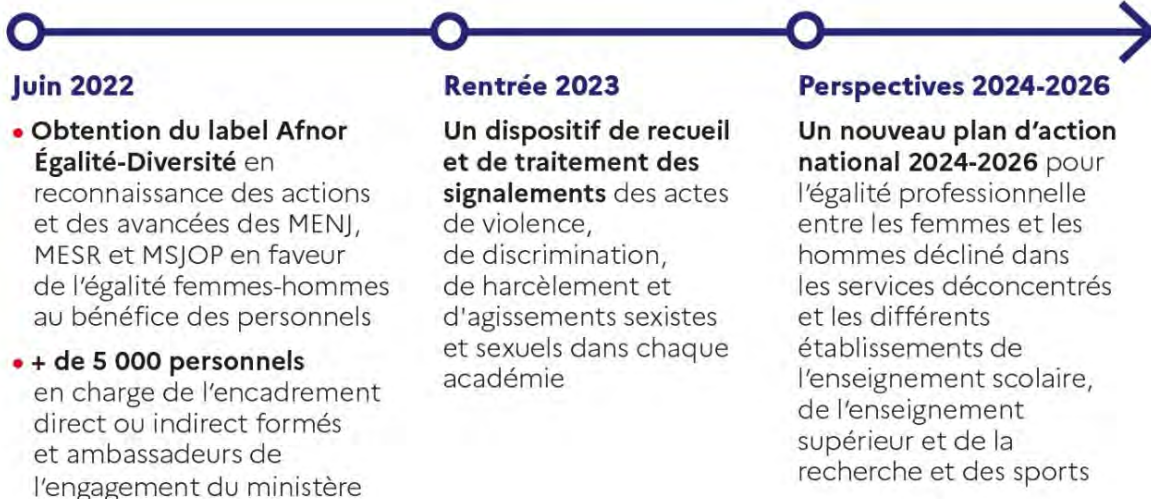 Juin 2022
• Obtention du label Afnor
Égalité-Diversité en
reconnaissance des actions
et des avancées des MENJ,
MESR et MSJOP en faveur
de l'égalité femmes-hommes
au bénéfice des personnels
• + de 5 000 personnels
en charge de l'encadrement
direct ou indirect formés
et ambassadeurs de
l'engagement du ministère
Rentrée 2023
Un dispositif de recueil
et de traitement des
signalements des actes
de violence,
de discrimination,
de harcèlement et
d'agissements sexistes
et sexuels dans chaque
académie
Perspectives 2024-2026
Un nouveau plan d'action
national 2024-2026 pour
l'égalité professionnelle
entre les femmes et les
hommes décliné dans
les services déconcentrés
et les différents
établissements de
l'enseignement scolaire,
de l'enseignement
supérieur et de la
recherche et des sports